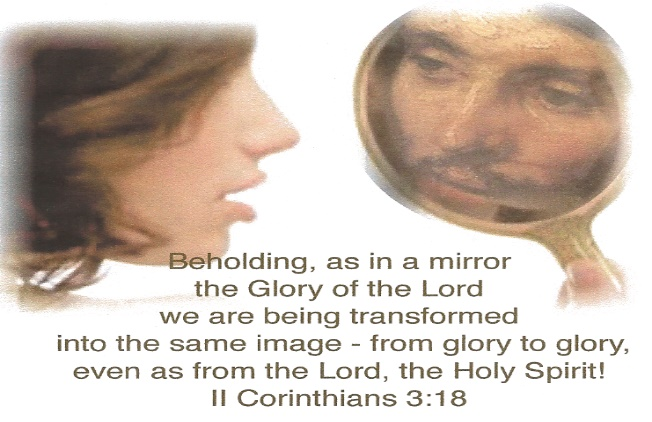 Beholding, as in a mirror
the Glory of the Lord
we are being transformed
into the same image - from glory to glory,
even as from the Lord, the Holy Spirit!
II Corinthians 3:18